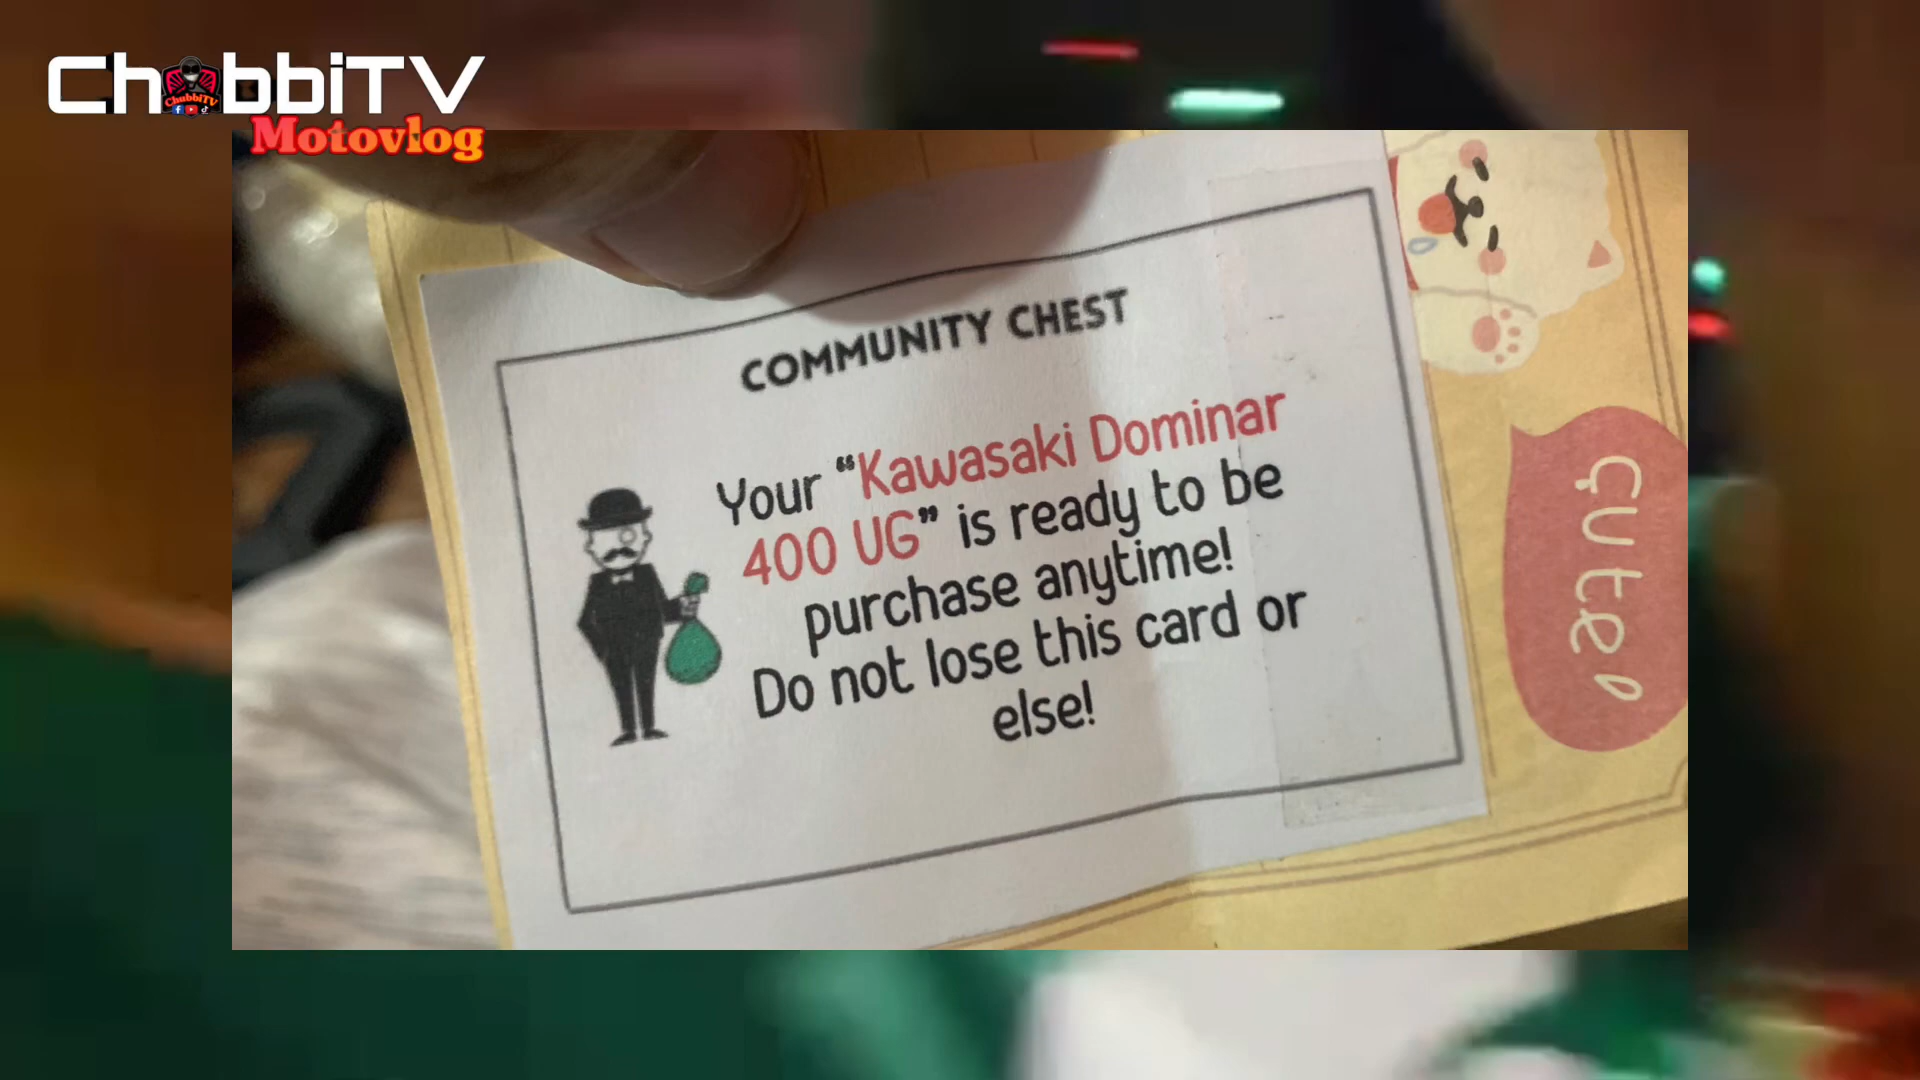 ChubbiTV
Motovlog
COMMUNITY CHEST
Your “Kawasaki Dominar
400 UG” is ready to be
purchase anytime!
Do not lose this card or
else!
cute